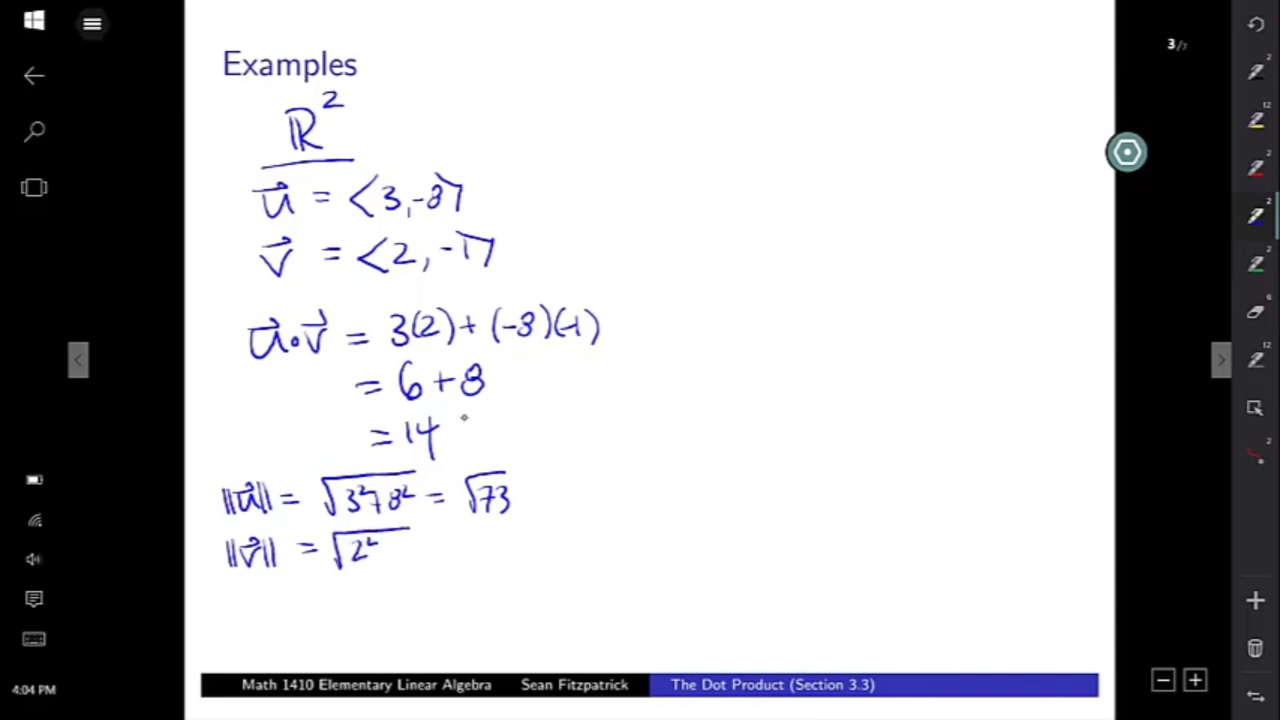 3/7
Examples
ℝ²
u⃗ = <3,-8>
v⃗ = <2,-1>
u⃗•v⃗ = 3(2)+(-8)(-1)
= 6+8
= 14
||u⃗|| = √3²+8² = √73
||v⃗|| = √2²
4:04 PM
Math 1410 Elementary Linear Algebra Sean Fitzpatrick The Dot Product (Section 3.3)